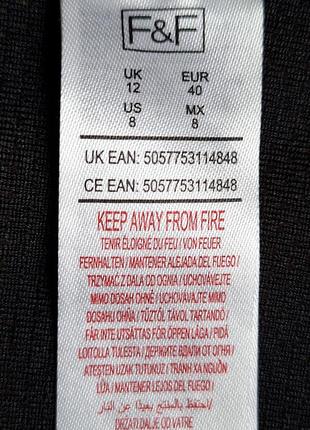 F&F
UK EUR
12 40
US MX
8 8
UK EAN: 5057753114848
CE EAN: 5057753114848
KEEP AWAY FROM FIRE
TENIR ÉLOIGNÉ DU FEU / VON FEUER
FERNHALTEN / MANTENER ALEJADA DEL FUEGO /
TRZYMAĆ Z DALA OD OGNIA / UCHOVÁVEJTE
MIMO DOSAH OHNĚ / UCHOVÁVAJTE MIMO
DOSAHU OHŇA / TŰZTŐL TÁVOL TARTANDÓ /
FÅR INTE UTSÄTTAS FÖR ÖPPEN LÅGA / PIDÄ
LOITOLLA TULESTA / ДЕРЖИТЕ ВДАЛИ ОТ ОГНЯ /
ATEŞTEN UZAK TUTUNUZ / TRÁNH XA NGUỒN
LỬA / MANTENER LEJOS DEL FUEGO /
احتفظ بالمنتج بعيدًا عن النار /
DRŽATI DALJE OD VATRE